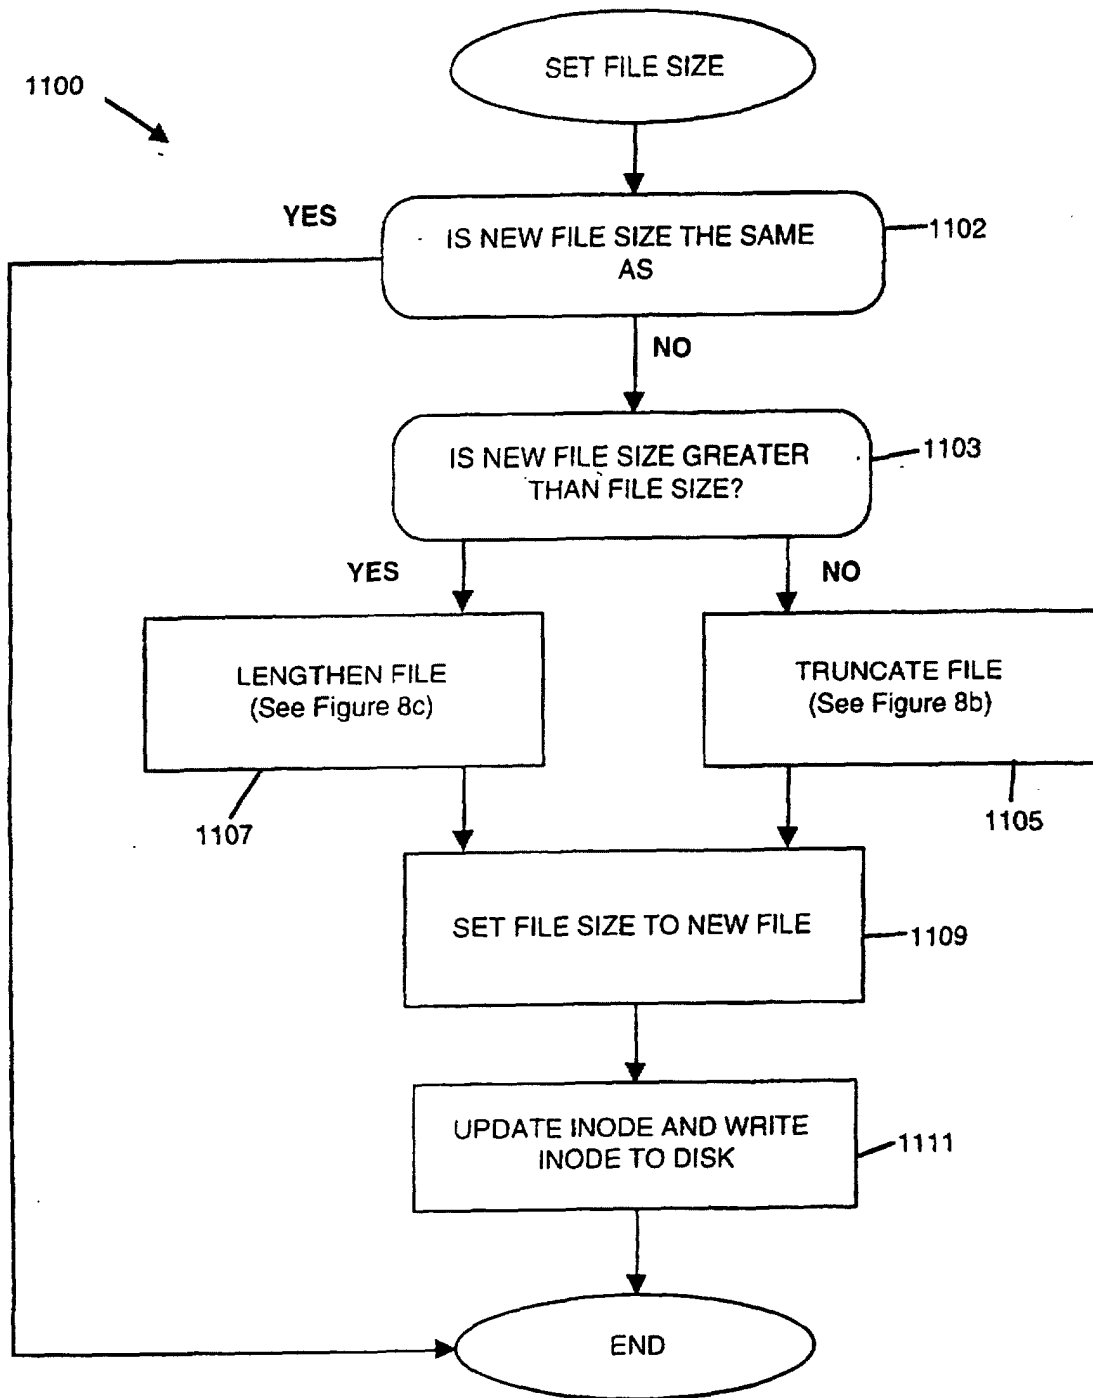 SET FILE SIZE
1100
YES
IS NEW FILE SIZE THE SAME
AS
1102
NO
IS NEW FILE SIZE GREATER
THAN FILE SIZE?
1103
YES
NO
LENGTHEN FILE
(See Figure 8c)
TRUNCATE FILE
(See Figure 8b)
1107
1105
SET FILE SIZE TO NEW FILE
1109
UPDATE INODE AND WRITE
INODE TO DISK
1111
END